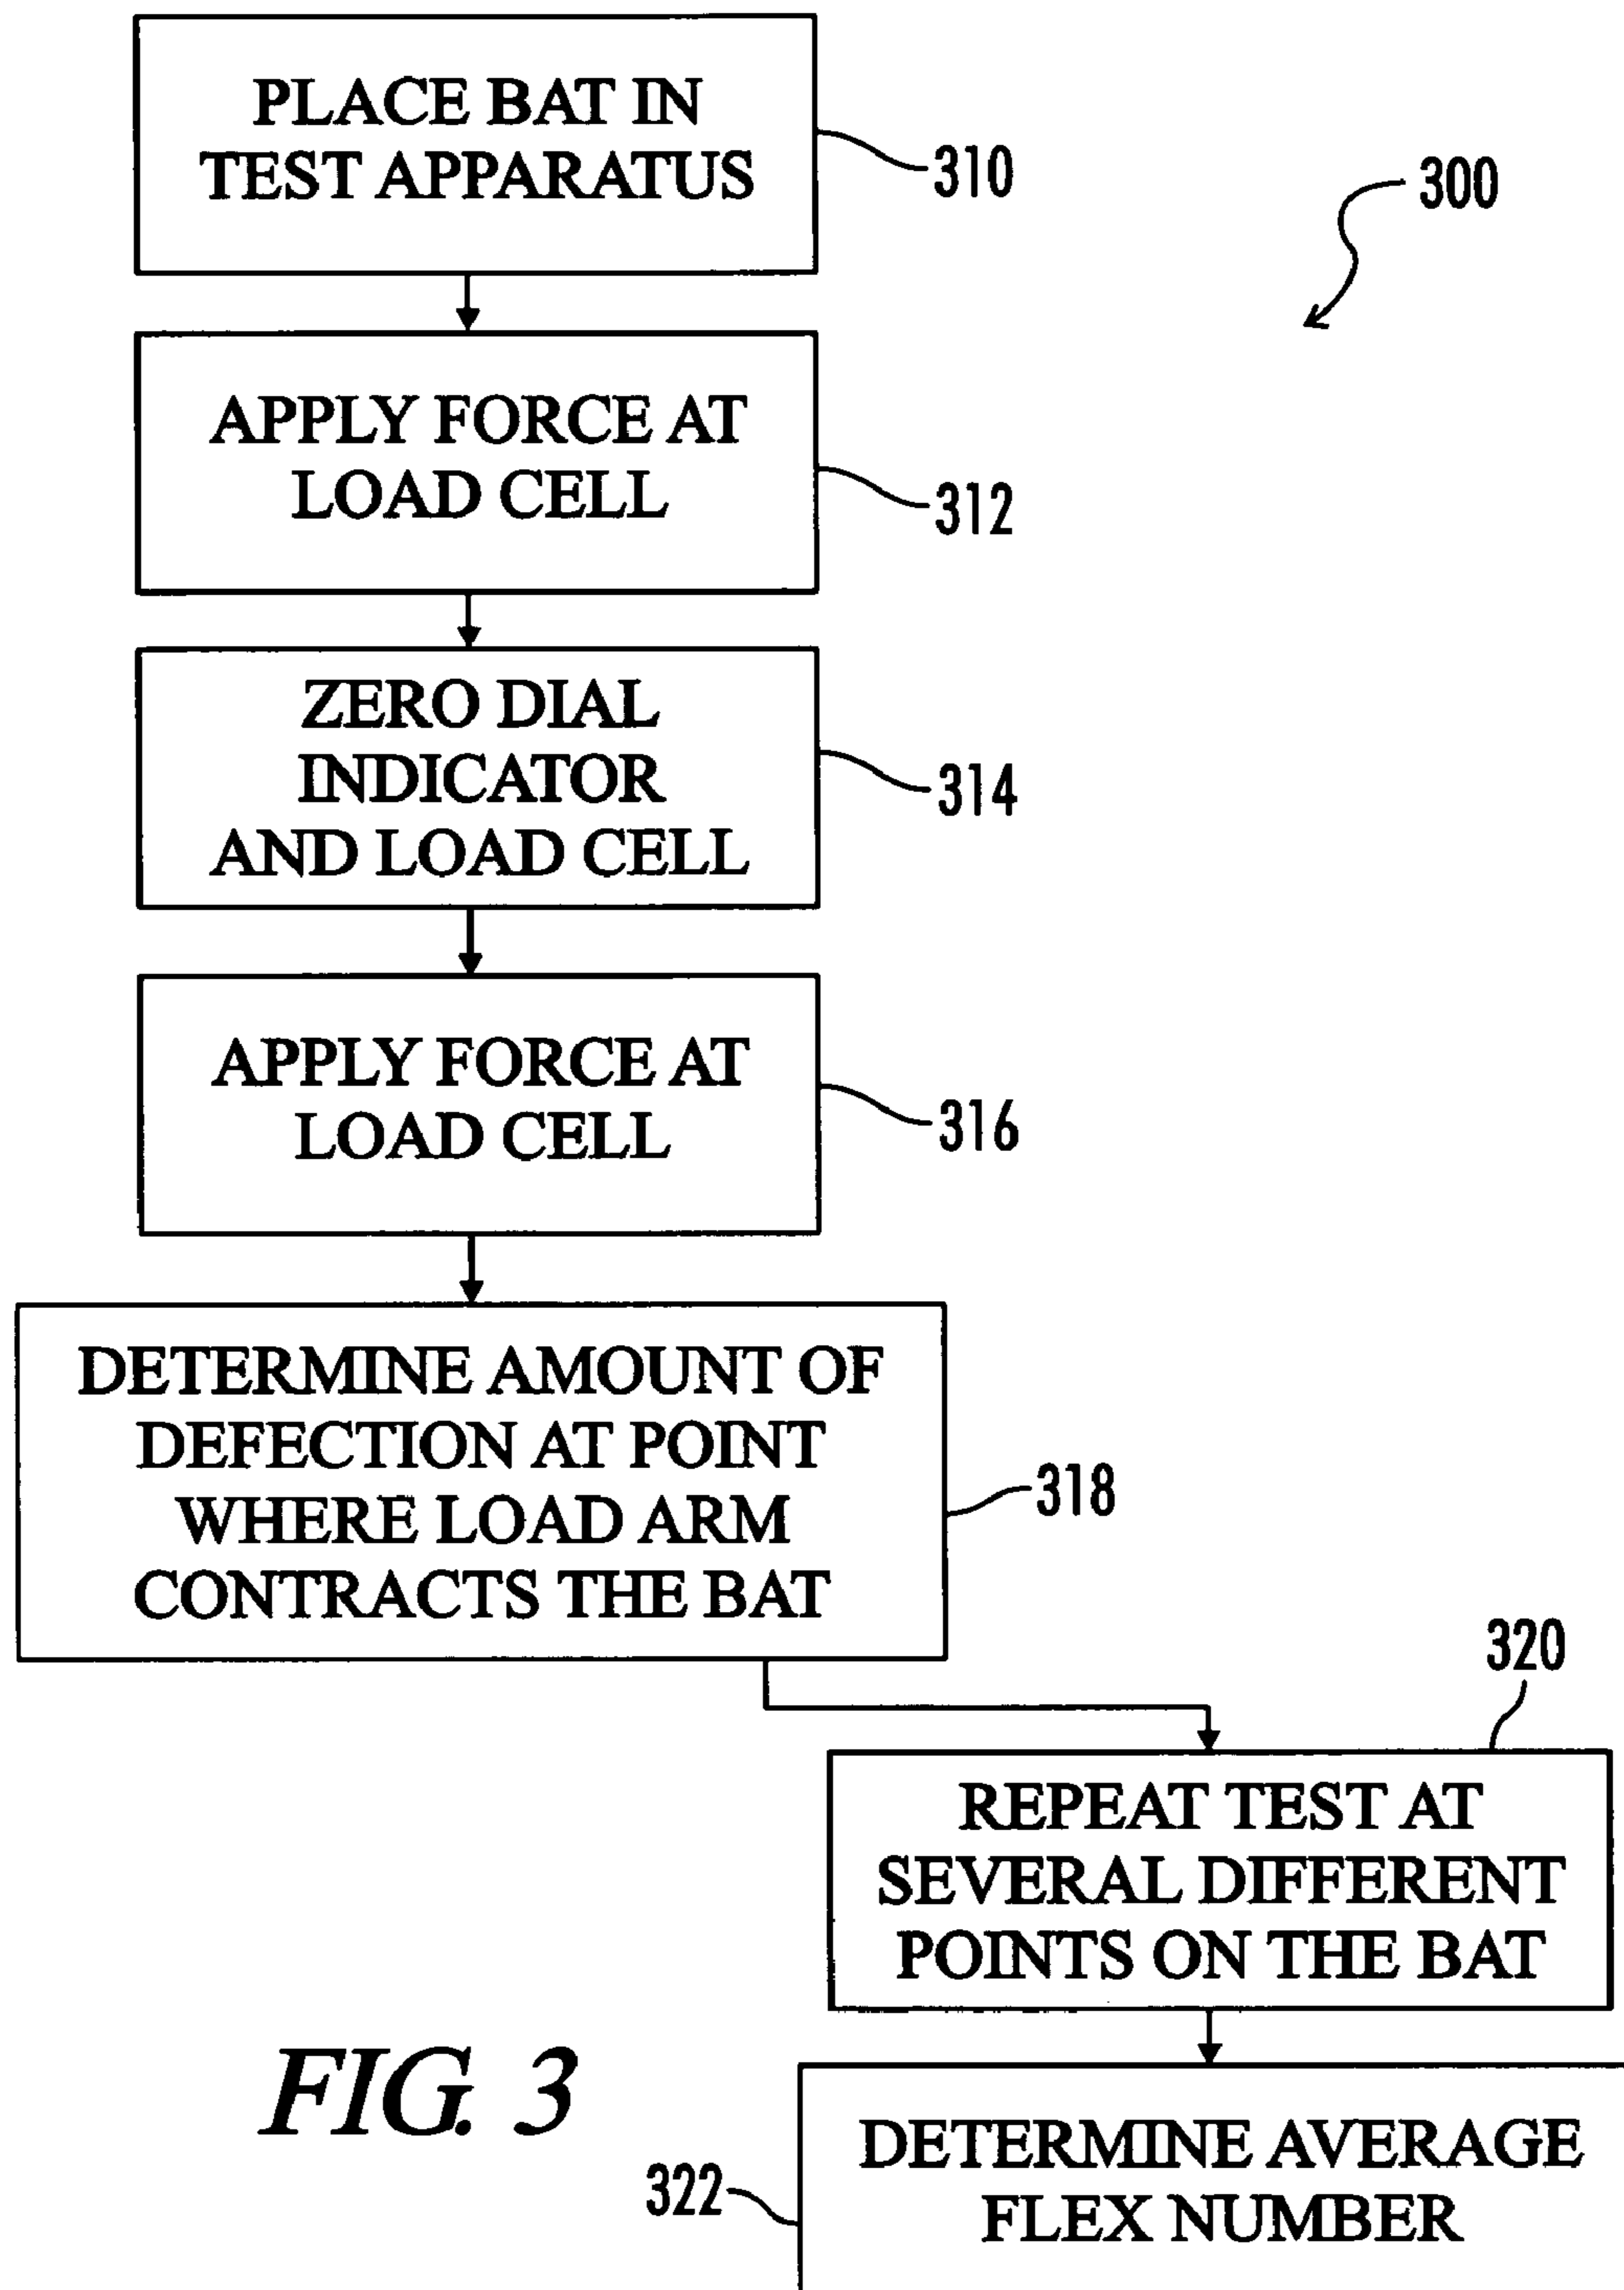 PLACE BAT IN
TEST APPARATUS
310
300
APPLY FORCE AT
LOAD CELL
312
ZERO DIAL
INDICATOR
AND LOAD CELL
314
APPLY FORCE AT
LOAD CELL
316
DETERMINE AMOUNT OF
DEFECTION AT POINT
WHERE LOAD ARM
CONTRACTS THE BAT
318
320
REPEAT TEST AT
SEVERAL DIFFERENT
POINTS ON THE BAT
FIG. 3
322
DETERMINE AVERAGE
FLEX NUMBER